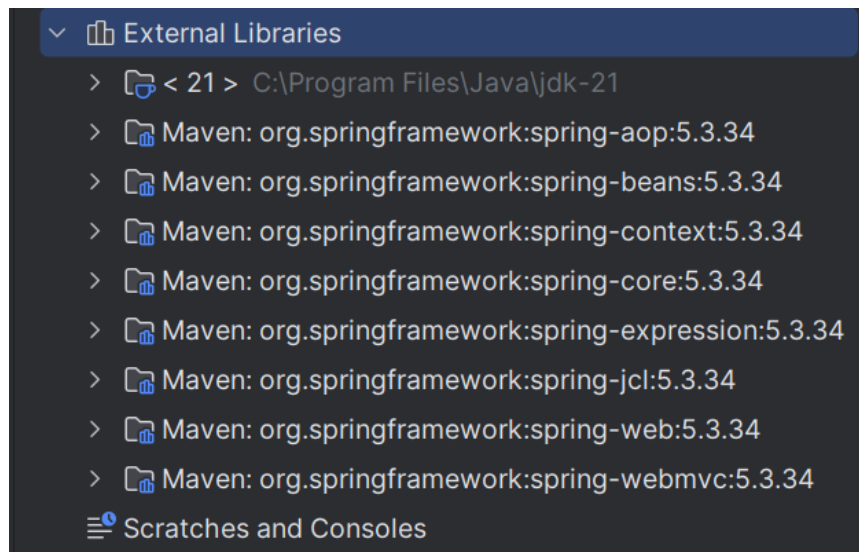 External Libraries
< 21 > C:\Program Files\Java\jdk-21
Maven: org.springframework:spring-aop:5.3.34
Maven: org.springframework:spring-beans:5.3.34
Maven: org.springframework:spring-context:5.3.34
Maven: org.springframework:spring-core:5.3.34
Maven: org.springframework:spring-expression:5.3.34
Maven: org.springframework:spring-jcl:5.3.34
Maven: org.springframework:spring-web:5.3.34
Maven: org.springframework:spring-webmvc:5.3.34
Scratches and Consoles